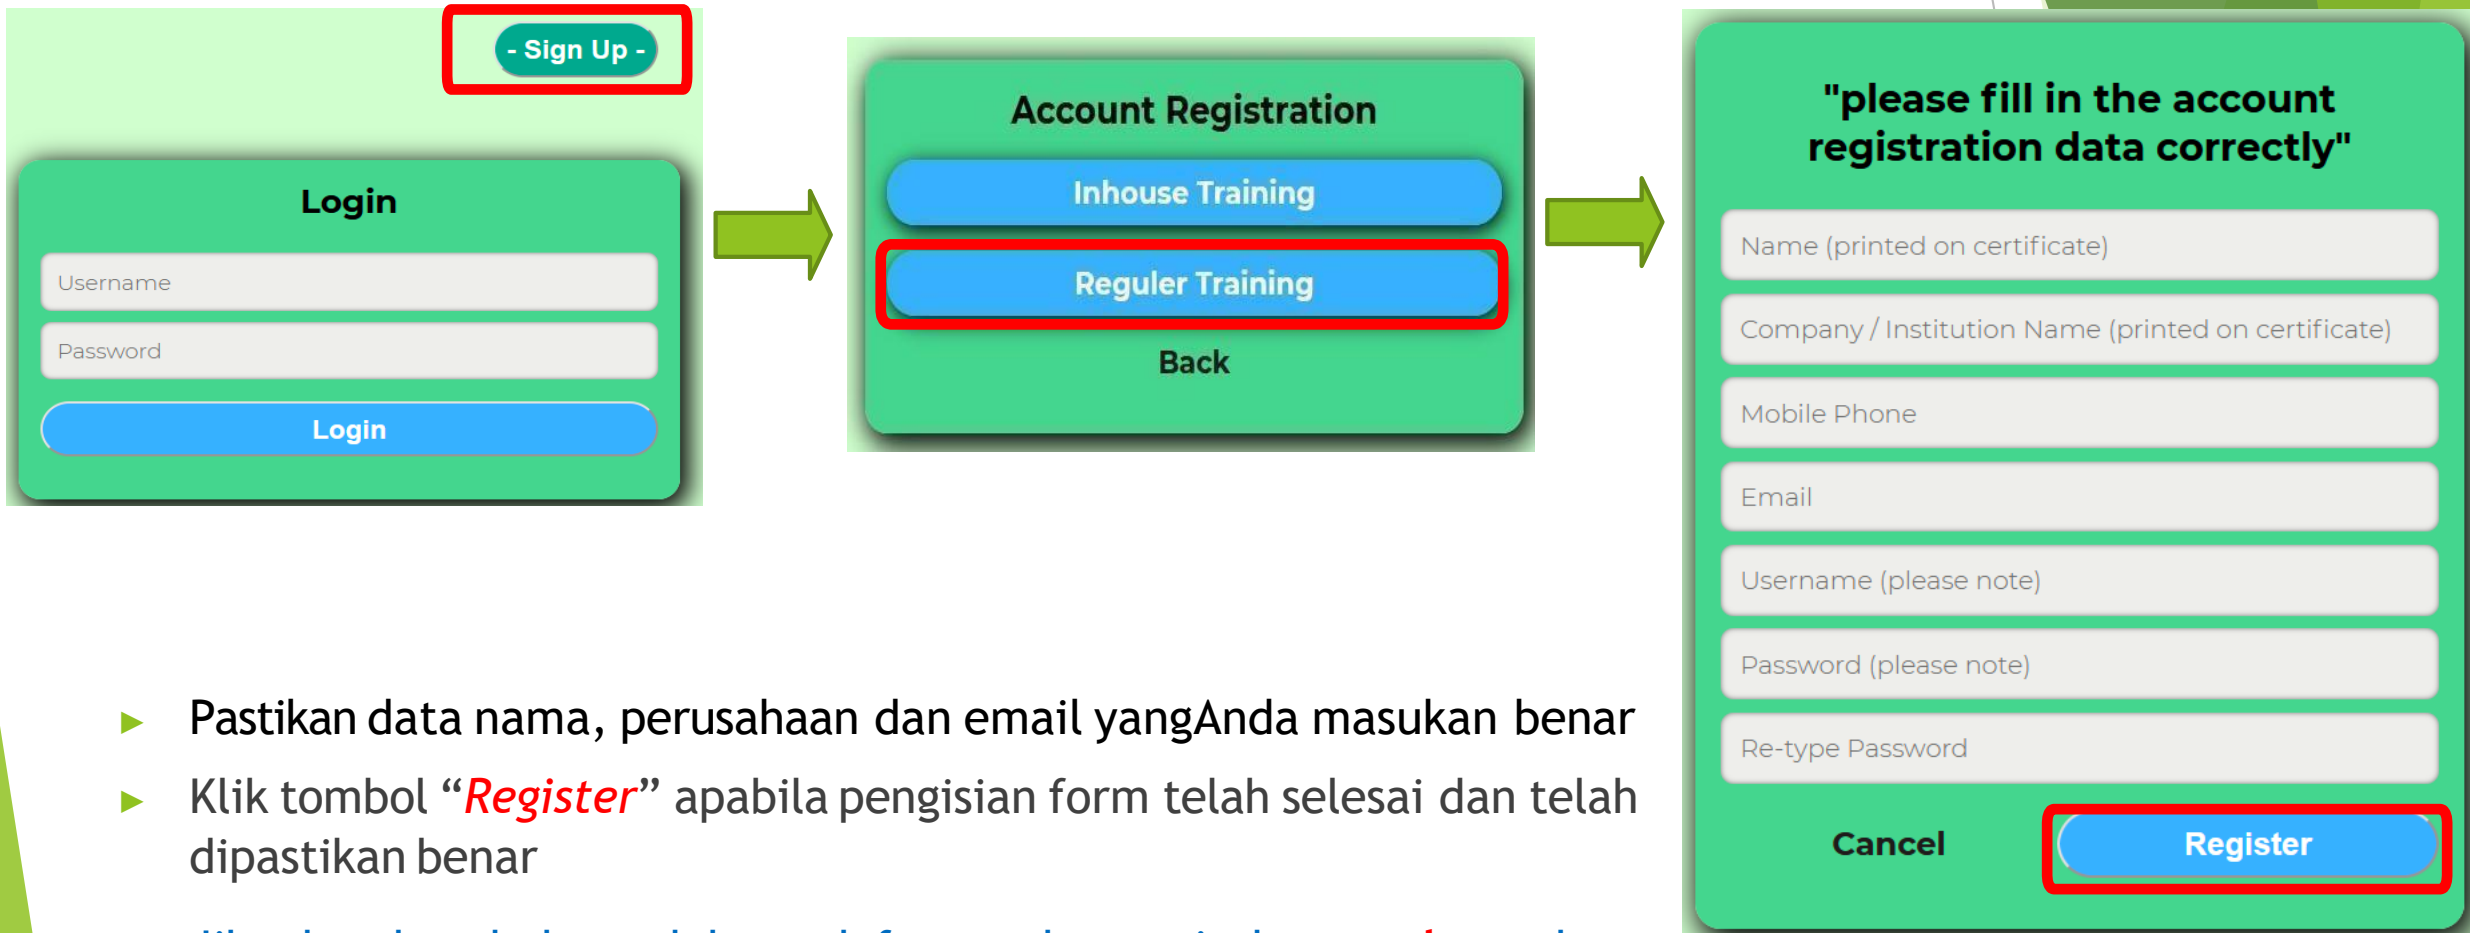 - Sign Up -
Login
Username
Password
Login
Account Registration
Inhouse Training
Reguler Training
Back
"please fill in the account
registration data correctly"
Name (printed on certificate)
Company / Institution Name (printed on certificate)
Mobile Phone
Email
Username (please note)
Password (please note)
Re-type Password
Cancel
Register
► Pastikan data nama, perusahaan dan email yangAnda masukan benar
► Klik tombol “Register” apabila pengisian form telah selesai dan telah
dipastikan benar